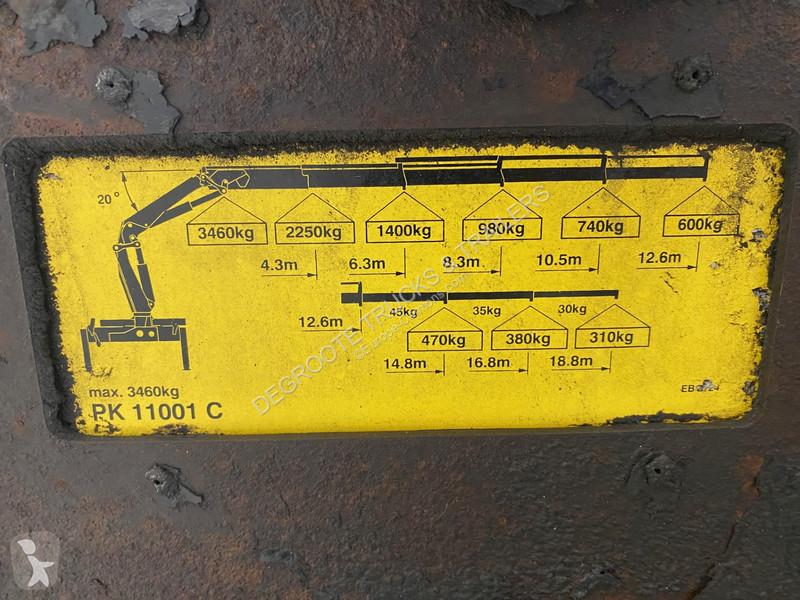 20°
3460kg 2250kg 1400kg 980kg 740kg 600kg
4.3m 6.3m 8.3m 10.5m 12.6m
45kg 35kg 30kg
12.6m
470kg 380kg 310kg
14.8m 16.8m 18.8m
max. 3460kg
PK 11001 C
DEGROOTE TRUCKS & TRAILERS